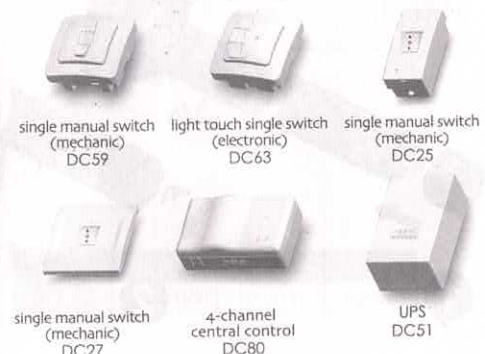 single manual switch
(mechanic)
DC59
light touch single switch
(electronic)
DC63
single manual switch
(mechanic)
DC25
single manual switch
(mechanic)
DC27
4-channel
central control
DC80
UPS
DC51